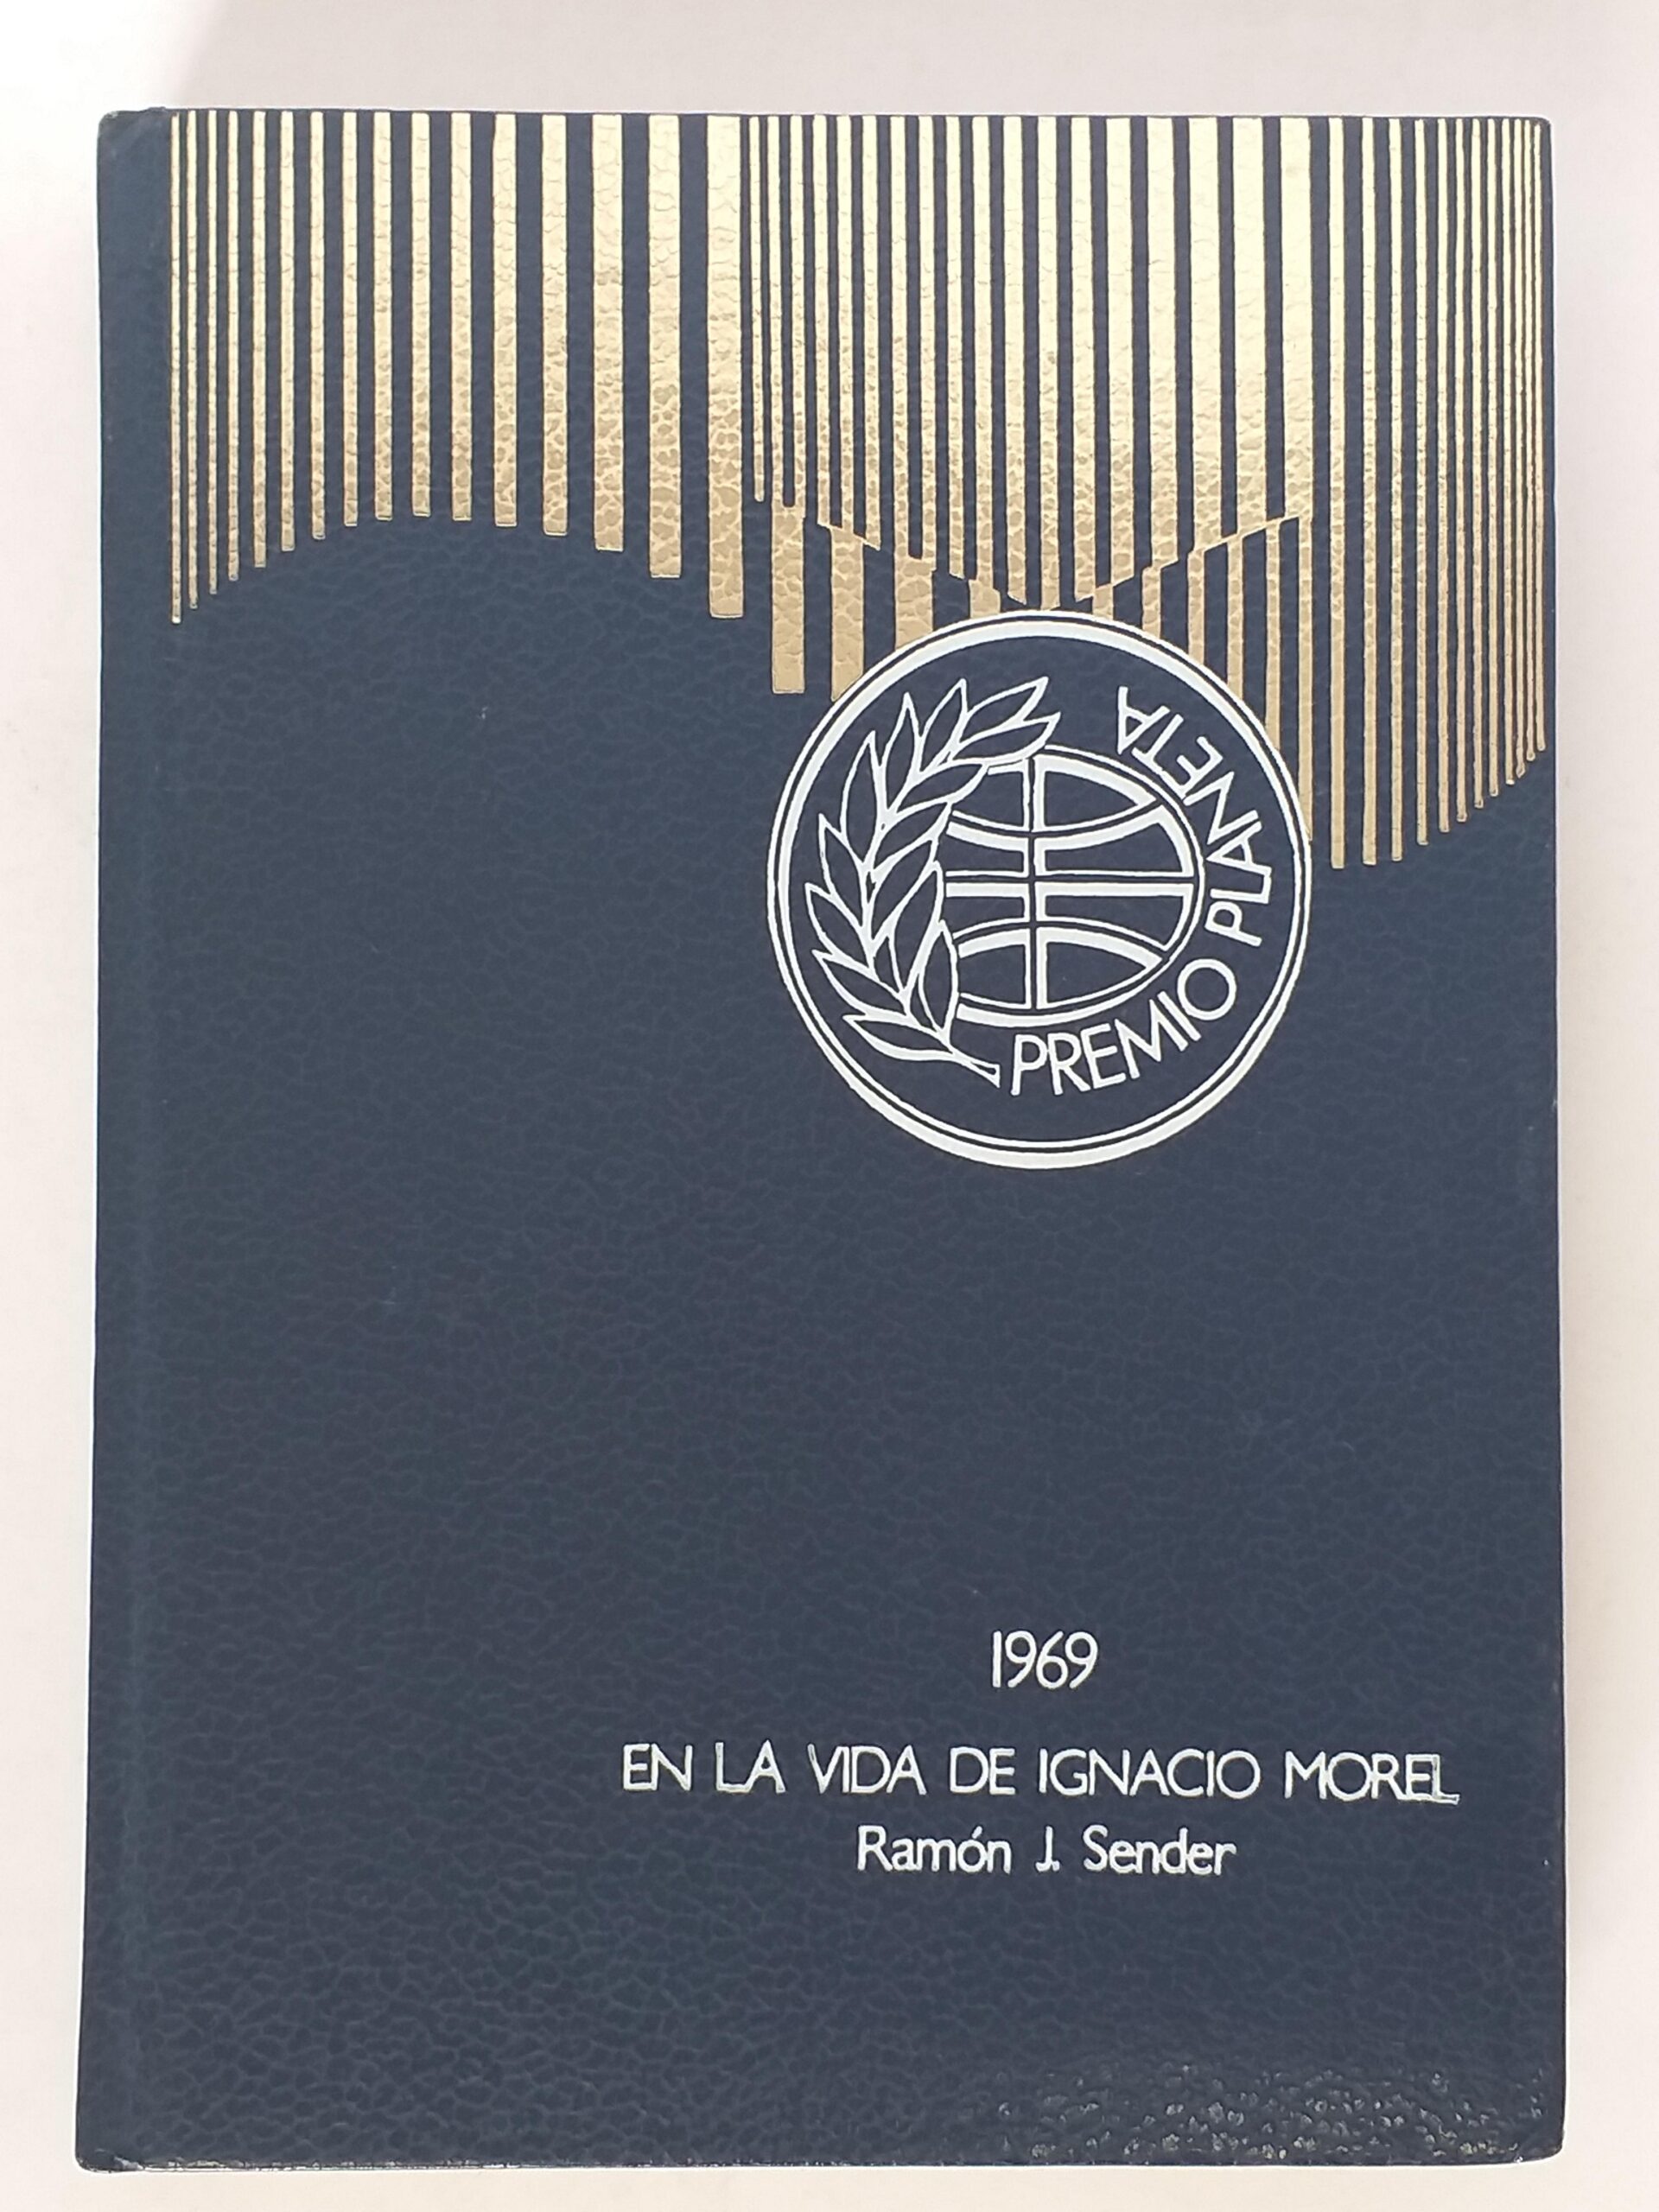 PREMIO PLANETA
1969
EN LA VIDA DE IGNACIO MOREL
Ramón J. Sender